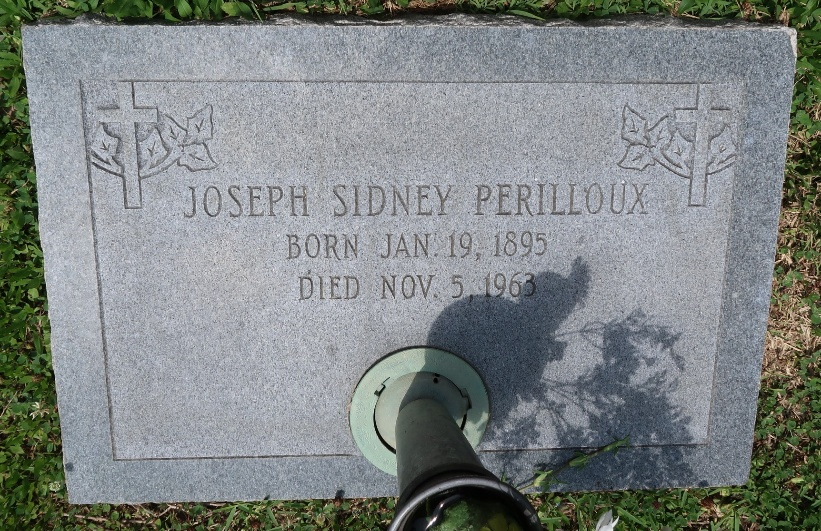 JOSEPH SIDNEY PERILLOUX
BORN JAN. 19, 1895
DIED NOV. 5, 1963